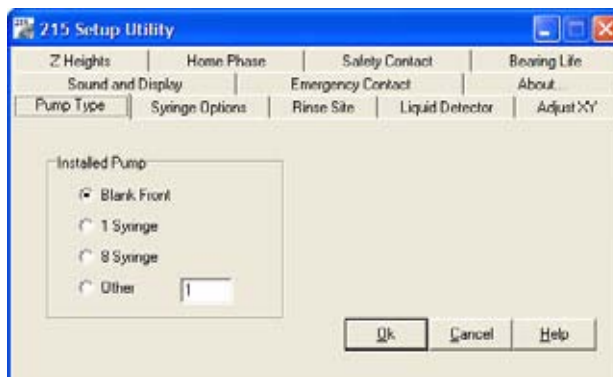 215 Setup Utility
Z Heights Home Phase Safety Contact Bearing Life
Sound and Display Emergency Contact About...
Pump Type Syringe Options Rinse Site Liquid Detector Adjust XY
Installed Pump
Blank Front
1 Syringe
8 Syringe
Other 1
Ok Cancel Help